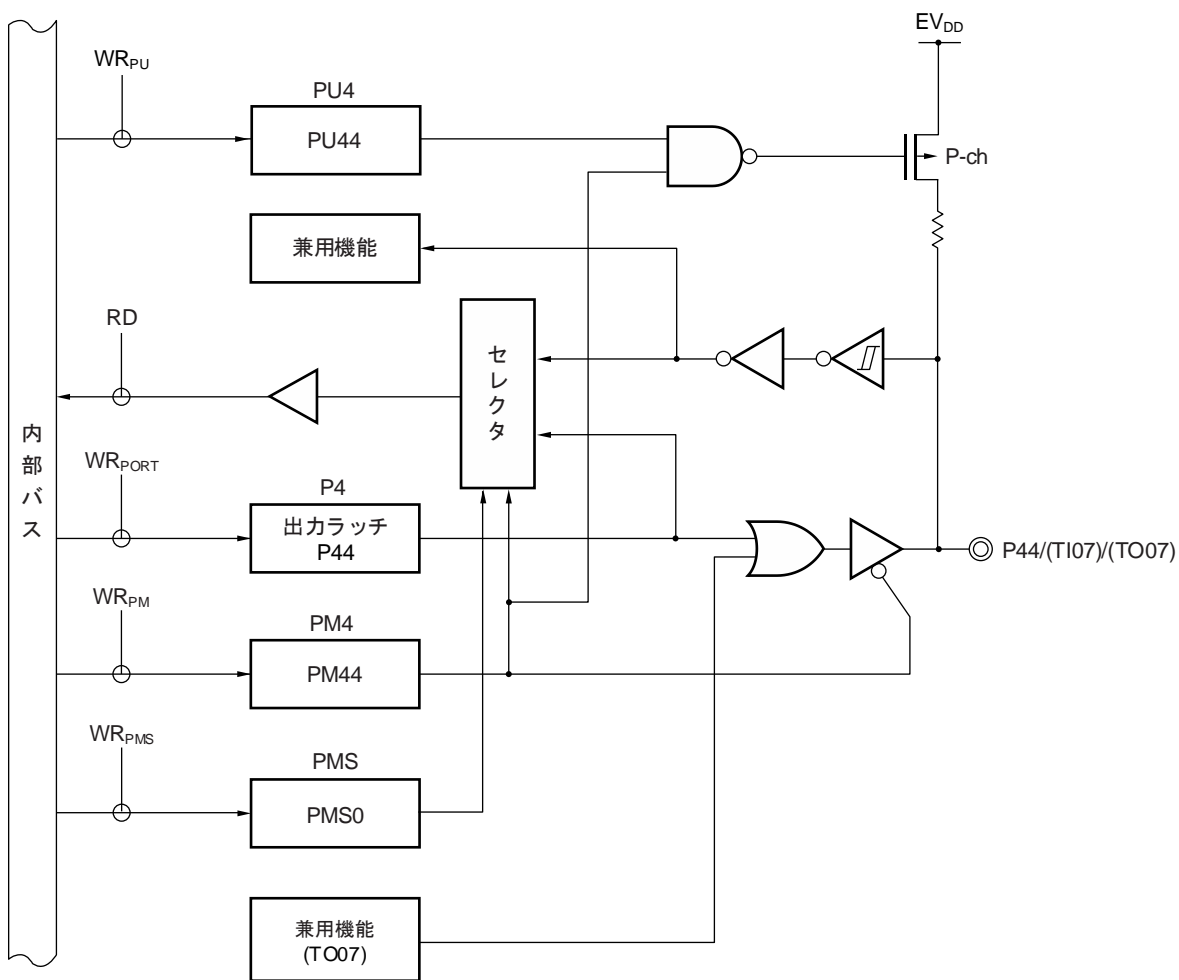 EVDD
WRPU
PU4
PU44
P-ch
兼用機能
RD
セレクタ
内部バス
WRPORT
P4
出力ラッチ
P44
P44/(TI07)/(TO07)
WRPM
PM4
PM44
WRPMS
PMS
PMS0
兼用機能
(TO07)